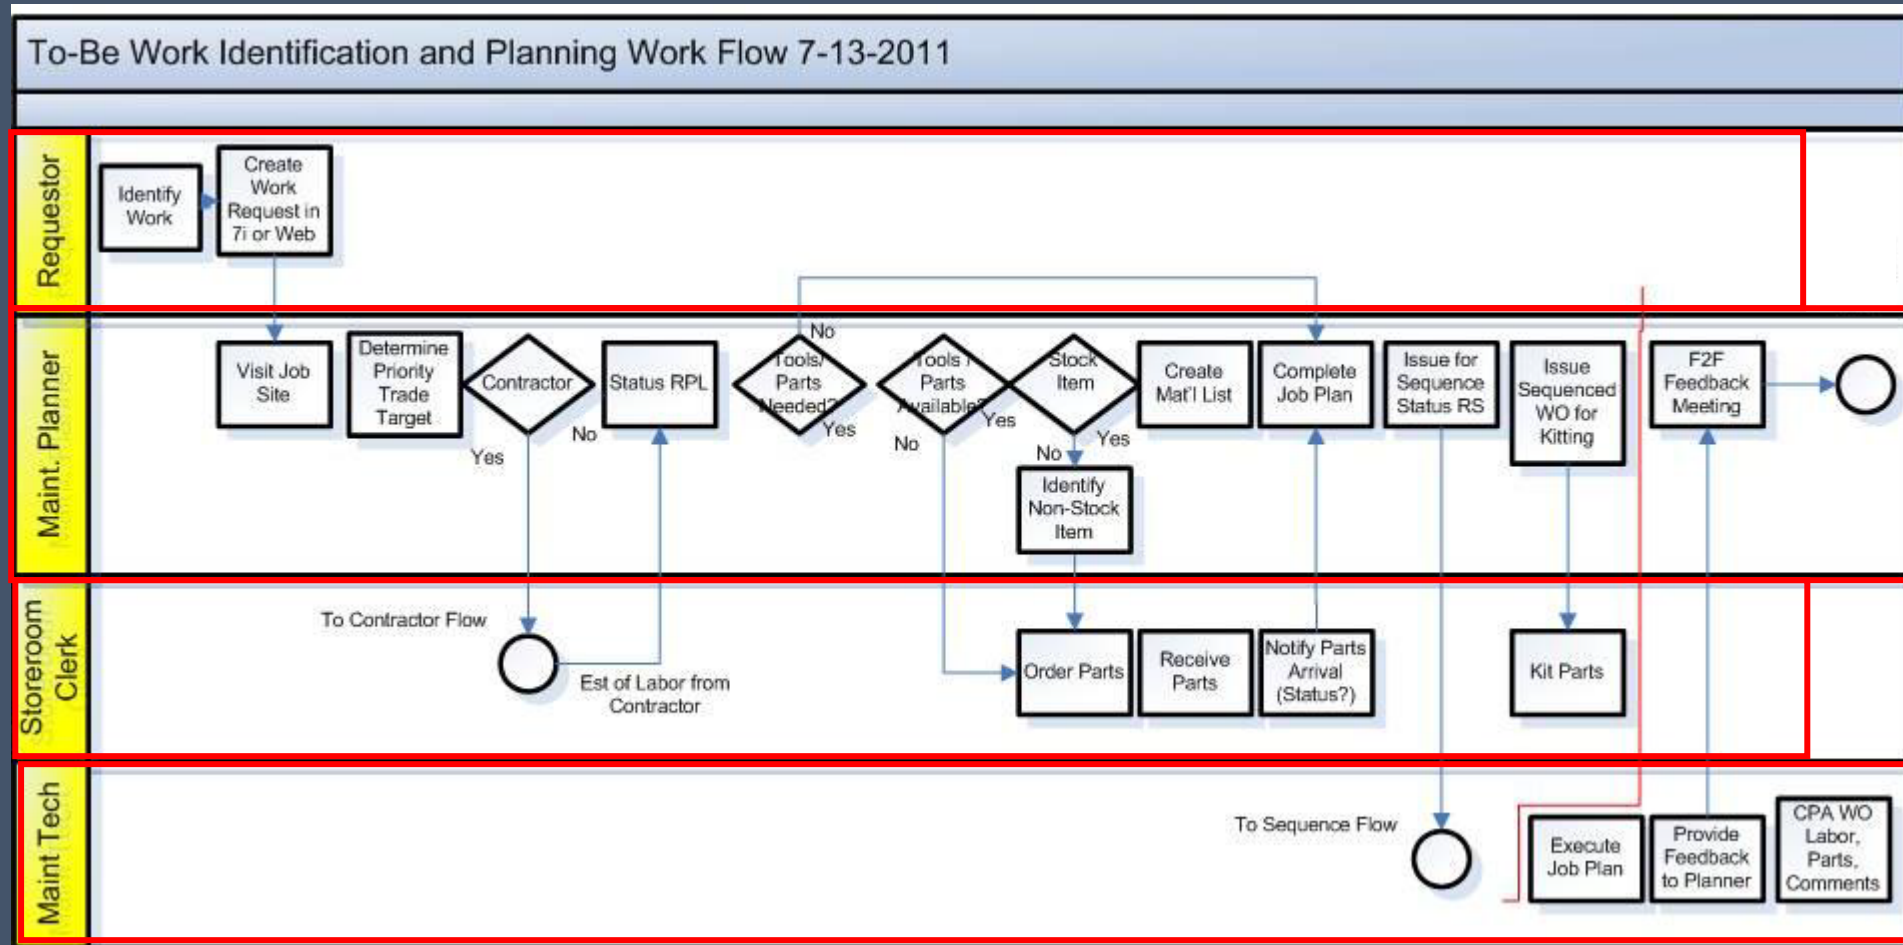 To-Be Work Identification and Planning Work Flow 7-13-2011
Requestor
Identify
Work
Create
Work
Request in
7i or Web
Maint. Planner
Visit Job
Site
Determine
Priority
Trade
Target
Contractor
Yes
No
Status RPL
No
Tools/
Parts
Needed?
Yes
Tools /
Parts
Available?
No
Yes
Stock
Item
No
Yes
Identify
Non-Stock
Item
Create
Mat'l List
Complete
Job Plan
Issue for
Sequence
Status RS
Issue
Sequenced
WO for
Kitting
F2F
Feedback
Meeting
Storeroom
Clerk
To Contractor Flow
Est of Labor from
Contractor
Order Parts
Receive
Parts
Notify Parts
Arrival
(Status?)
Kit Parts
Maint Tech
To Sequence Flow
Execute
Job Plan
Provide
Feedback
to Planner
CPA WO
Labor,
Parts,
Comments